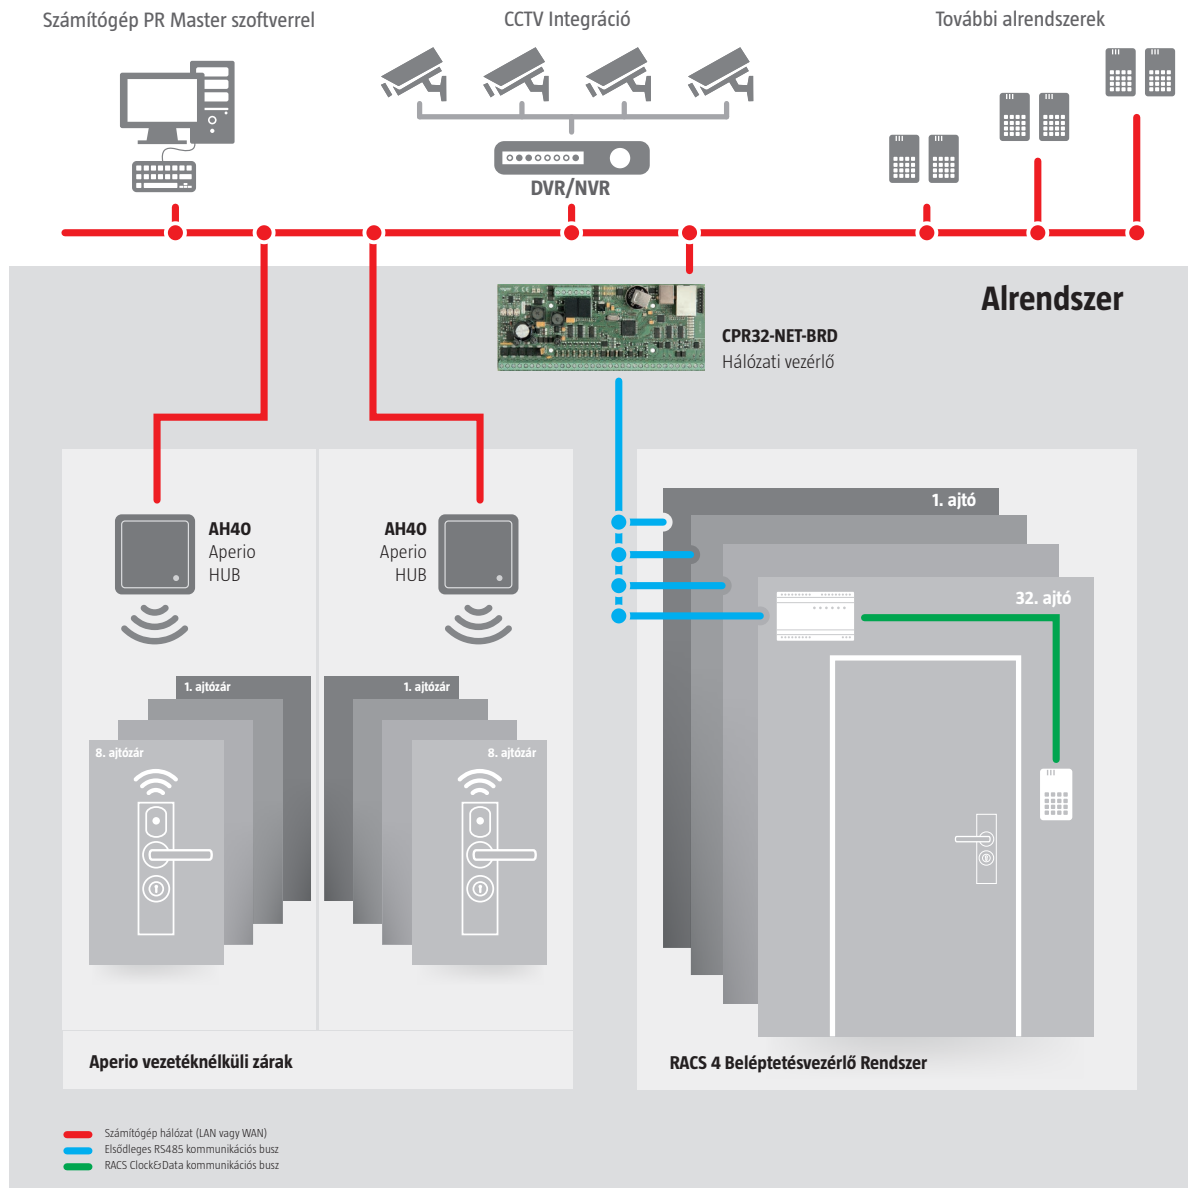 Számítógép PR Master szoftverrel
CCTV Integráció
További alrendszerek
DVR/NVR
Alrendszer
CPR32-NET-BRD
Hálózati vezérlő
AH40
Aperio
HUB
AH40
Aperio
HUB
1. ajtó
32. ajtó
1. ajtózár
8. ajtózár
1. ajtózár
8. ajtózár
Aperio vezetéknélküli zárak
RACS 4 Beléptetésvezérlő Rendszer
Számítógép hálózat (LAN vagy WAN)
Elsődleges RS485 kommunikációs busz
RACS Clock&Data kommunikációs busz